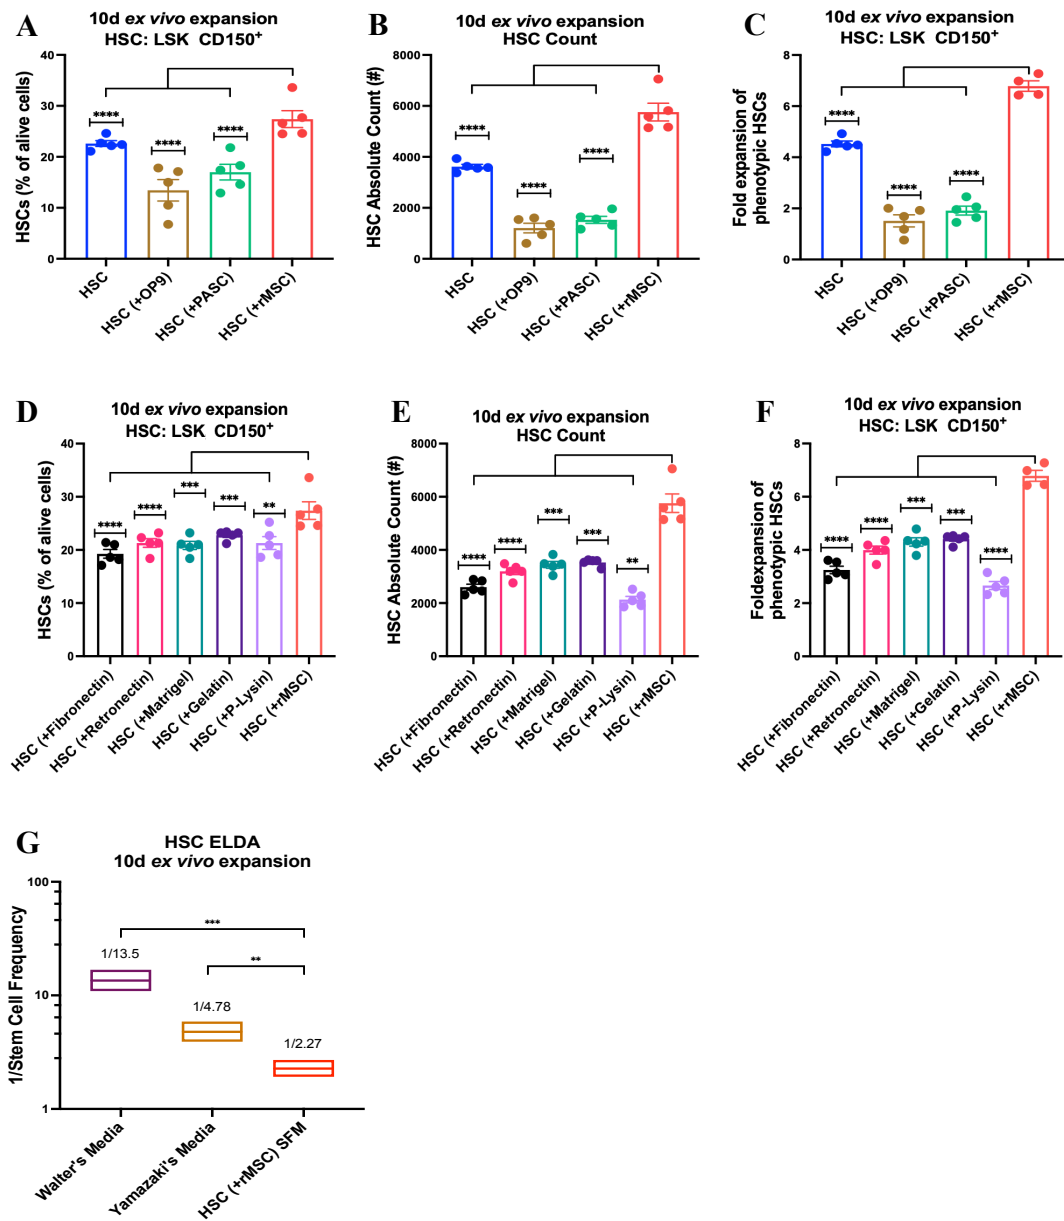 A
10d ex vivo expansion
HSC: LSK CD150+
HSCs (% of alive cells)
40
30
20
10
0
****
****
****
HSC
HSC (+OP9)
HSC (+PASC)
HSC (+rMSC)
B
10d ex vivo expansion
HSC Count
HSC Absolute Count (#)
8000
6000
4000
2000
0
****
****
****
HSC
HSC (+OP9)
HSC (+PASC)
HSC (+rMSC)
C
10d ex vivo expansion
HSC: LSK CD150+
Fold expansion of
phenotypic HSCs
8
6
4
2
0
****
****
****
HSC
HSC (+OP9)
HSC (+PASC)
HSC (+rMSC)
D
10d ex vivo expansion
HSC: LSK CD150+
HSCs (% of alive cells)
40
30
20
10
0
****
****
***
***
**
HSC (+Fibronectin)
HSC (+Retronectin)
HSC (+Matrigel)
HSC (+Gelatin)
HSC (+P-Lysin)
HSC (+rMSC)
E
10d ex vivo expansion
HSC Count
HSC Absolute Count (#)
8000
6000
4000
2000
0
****
****
***
***
**
HSC (+Fibronectin)
HSC (+Retronectin)
HSC (+Matrigel)
HSC (+Gelatin)
HSC (+P-Lysin)
HSC (+rMSC)
F
10d ex vivo expansion
HSC: LSK CD150+
Foldexpansion of
phenotypic HSCs
8
6
4
2
0
****
****
***
***
****
HSC (+Fibronectin)
HSC (+Retronectin)
HSC (+Matrigel)
HSC (+Gelatin)
HSC (+P-Lysin)
HSC (+rMSC)
G
HSC ELDA
10d ex vivo expansion
1/Stem Cell Frequency
100
10
1
***
**
1/13.5
1/4.78
1/2.27
Walter's Media
Yamazaki's Media
HSC (+rMSC) SFM